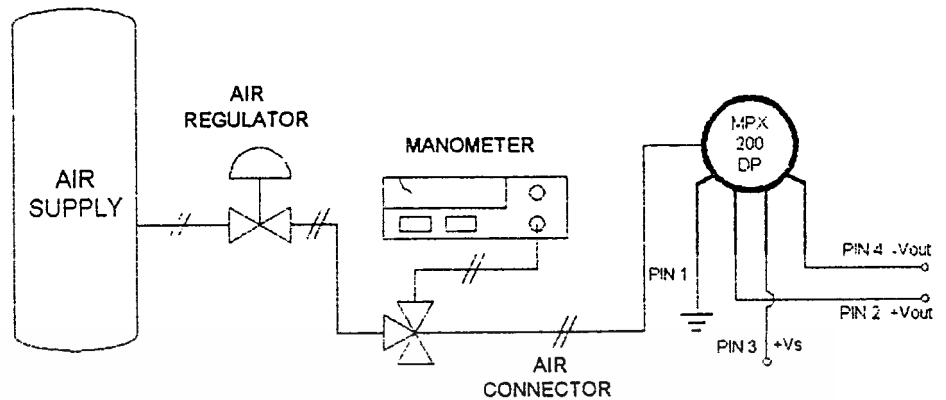 AIR
SUPPLY
AIR
REGULATOR
MANOMETER
MPX
200
DP
PIN 1
PIN 4 -Vout
PIN 2 +Vout
PIN 3 +Vs
AIR
CONNECTOR